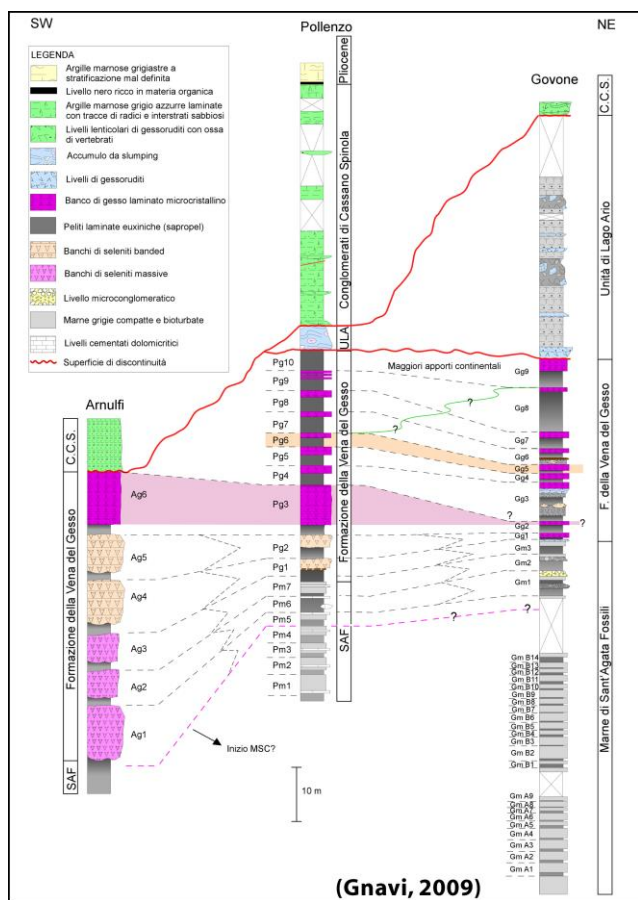 SW
Pollenzo
NE
LEGENDA
Argille marnose grigiastre a
stratificazione mal definita
Livello nero ricco in materia organica
Argille marnose grigio azzurre laminate
con tracce di radici e interstrati sabbiosi
Livelli lenticolari di gessoruditi con ossa
di vertebrati
Accumulo da slumping
Livelli di gessoruditi
Banco di gesso laminato microcristallino
Peliti laminate euxiniche (sapropel)
Banchi di seleniti banded
Banchi di seleniti massive
Livello microconglomeratico
Marne grigie compatte e bioturbate
Livelli cementati dolomicritici
Superficie di discontiuità
Pliocene
Conglomerati di Cassano Spinola
ULA
Formazione della Vena del Gesso
SAF
Govone
C.C.S.
Unità di Lago Ario
F. della Vena del Gesso
Marne di Sant'Agata Fossili
Maggiori apporti continentali
Arnulfi
C.C.S.
Formazione della Vena del Gesso
SAF
Ag6
Ag5
Ag4
Ag3
Ag2
Ag1
Pg10
Pg9
Pg8
Pg7
Pg6
Pg5
Pg4
Pg3
Pg2
Pg1
Pm7
Pm6
Pm5
Pm4
Pm3
Pm2
Pm1
Gg9
Gg8
Gg7
Gg6
Gg5
Gg4
Gg3
Gg2
Gg1
Gm3
Gm2
Gm1
?
?
?
?
?
?
Gm B14
Gm B13
Gm B12
Gm B11
Gm B10
Gm B9
Gm B8
Gm B7
Gm B6
Gm B5
Gm B4
Gm B3
Gm B2
Gm B1
Gm A9
Gm A8
Gm A7
Gm A6
Gm A5
Gm A4
Gm A3
Gm A2
Gm A1
Inizio MSC?
10 m
(Gnavi, 2009)